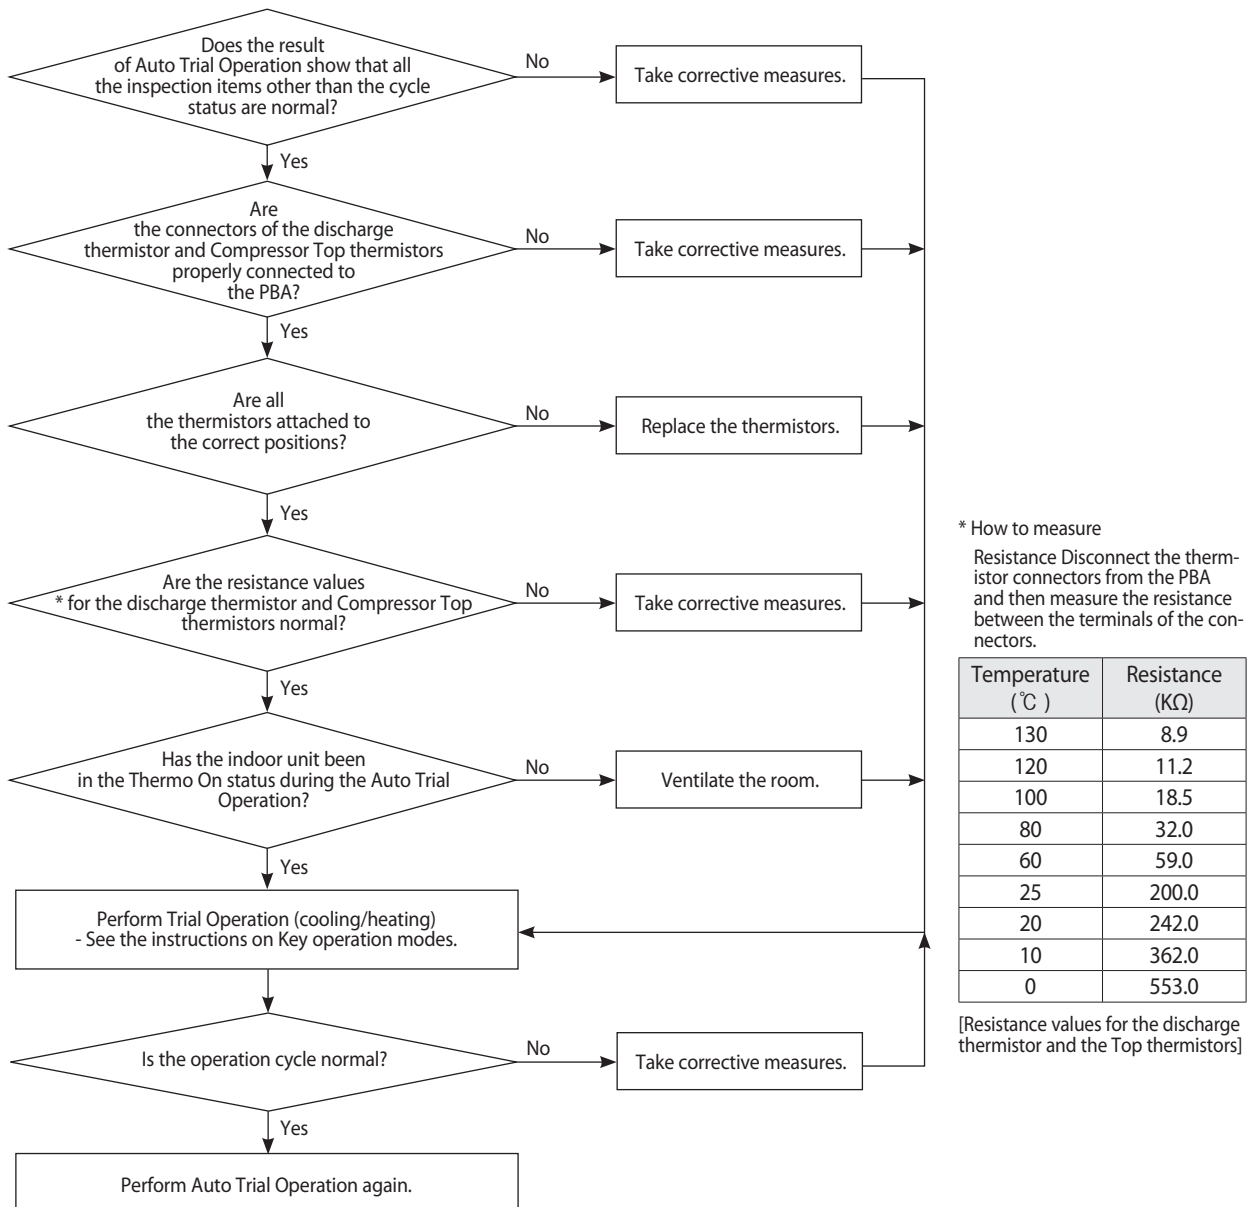 Does the result
of Auto Trial Operation show that all
the inspection items other than the cycle
status are normal?
No
Take corrective measures.
Yes
Are
the connectors of the discharge
thermistor and Compressor Top thermistors
properly connected to
the PBA?
No
Take corrective measures.
Yes
Are all
the thermistors attached to
the correct positions?
No
Replace the thermistors.
Yes
Are the resistance values
* for the discharge thermistor and Compressor Top
thermistors normal?
No
Take corrective measures.
Yes
Has the indoor unit been
in the Thermo On status during the Auto Trial
Operation?
No
Ventilate the room.
Yes
Perform Trial Operation (cooling/heating)
- See the instructions on Key operation modes.
Is the operation cycle normal?
No
Take corrective measures.
Yes
Perform Auto Trial Operation again.
* How to measure
Resistance Disconnect the therm-
istor connectors from the PBA
and then measure the resistance
between the terminals of the con-
nectors.
Temperature Resistance
(℃ ) (KΩ)
130 8.9
120 11.2
100 18.5
80 32.0
60 59.0
25 200.0
20 242.0
10 362.0
0 553.0
[Resistance values for the discharge
thermistor and the Top thermistors]